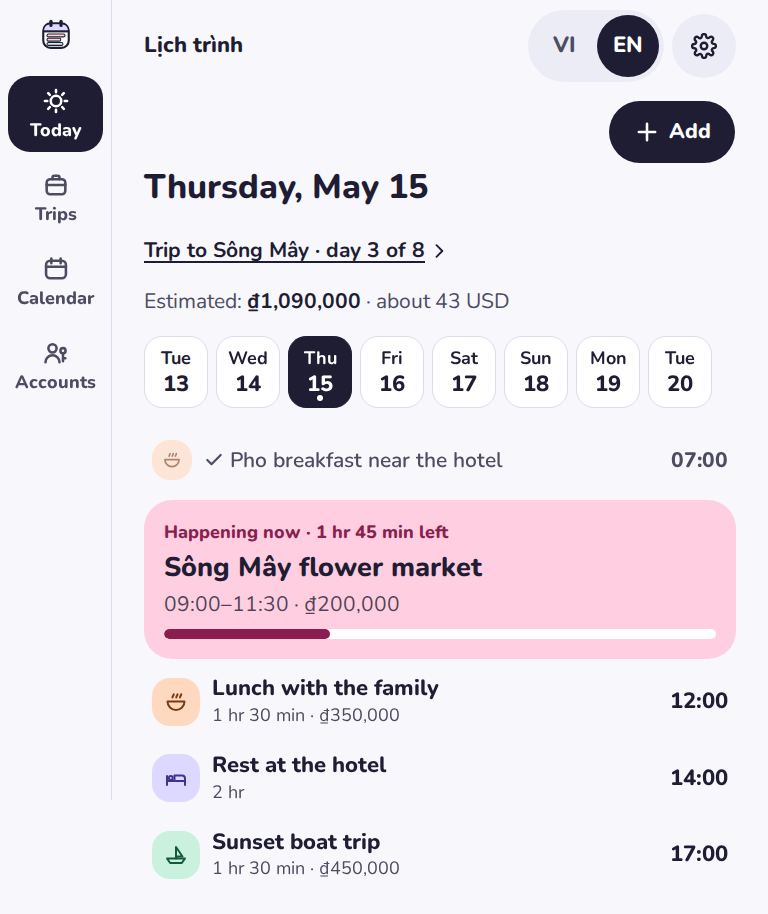 Lịch trình
VI
EN
Today
Trips
Calendar
Accounts
Add
Thursday, May 15
Trip to Sông Mây · day 3 of 8
Estimated: ₫1,090,000 · about 43 USD
Tue Wed Thu Fri Sat Sun Mon Tue
13 14 15 16 17 18 19 20
Pho breakfast near the hotel 07:00
Happening now · 1 hr 45 min left
Sông Mây flower market
09:00–11:30 · ₫200,000
Lunch with the family 12:00
1 hr 30 min · ₫350,000
Rest at the hotel 14:00
2 hr
Sunset boat trip 17:00
1 hr 30 min · ₫450,000